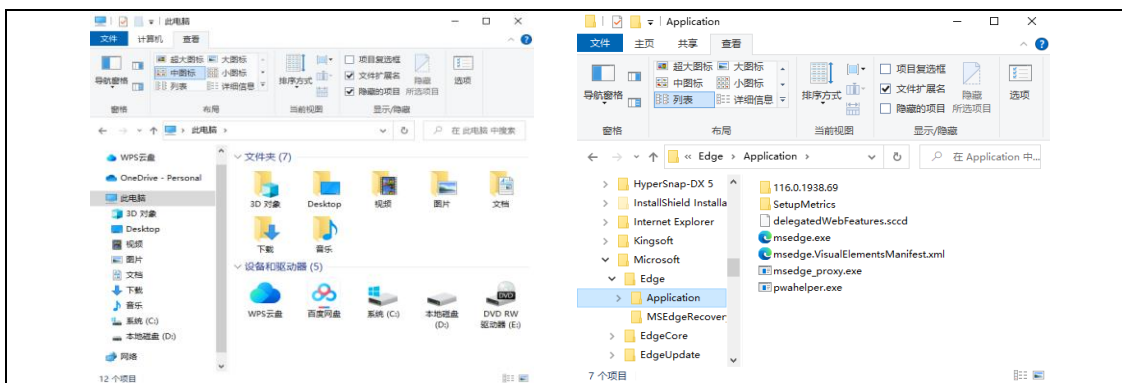 此电脑
文件 计算机 查看
导航窗格
超大图标 大图标
中图标 小图标
列表 详细信息
排序方式
项目复选框
文件扩展名
隐藏的项目
隐藏
所选项目
选项
窗格 布局 当前视图 显示/隐藏
此电脑
在 此电脑 中搜索
WPS云盘
OneDrive - Personal
此电脑
3D 对象
Desktop
视频
图片
文档
下载
音乐
系统 (C:)
本地磁盘 (D:)
网络
文件夹 (7)
3D 对象 Desktop 视频 图片 文档
下载 音乐
设备和驱动器 (5)
WPS云盘 百度网盘 系统 (C:) 本地磁盘 (D:) DVD RW 驱动器 (E:)
12 个项目
Application
文件 主页 共享 查看
导航窗格
超大图标 大图标
中图标 小图标
列表 详细信息
排序方式
项目复选框
文件扩展名
隐藏的项目
隐藏
所选项目
选项
窗格 布局 当前视图 显示/隐藏
« Edge › Application ›
在 Application 中...
HyperSnap-DX 5
InstallShield Installa
Internet Explorer
Kingsoft
Microsoft
Edge
Application
MSEdgeRecovery
EdgeCore
EdgeUpdate
116.0.1938.69
SetupMetrics
delegatedWebFeatures.sccd
msedge.exe
msedge.VisualElementsManifest.xml
msedge_proxy.exe
pwahelper.exe
7 个项目